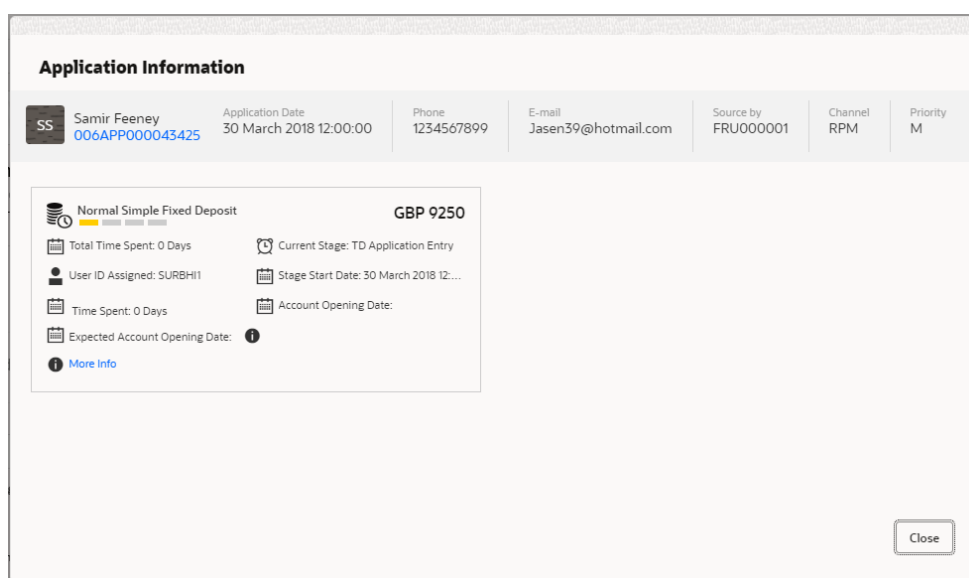 Application Information
SS
Samir Feeney
006APP000043425
Application Date
30 March 2018 12:00:00
Phone
1234567899
E-mail
Jasen39@hotmail.com
Source by
FRU000001
Channel
RPM
Priority
M
Normal Simple Fixed Deposit
GBP 9250
Total Time Spent: 0 Days
Current Stage: TD Application Entry
User ID Assigned: SURBHI1
Stage Start Date: 30 March 2018 12:...
Time Spent: 0 Days
Account Opening Date:
Expected Account Opening Date:
More Info
Close